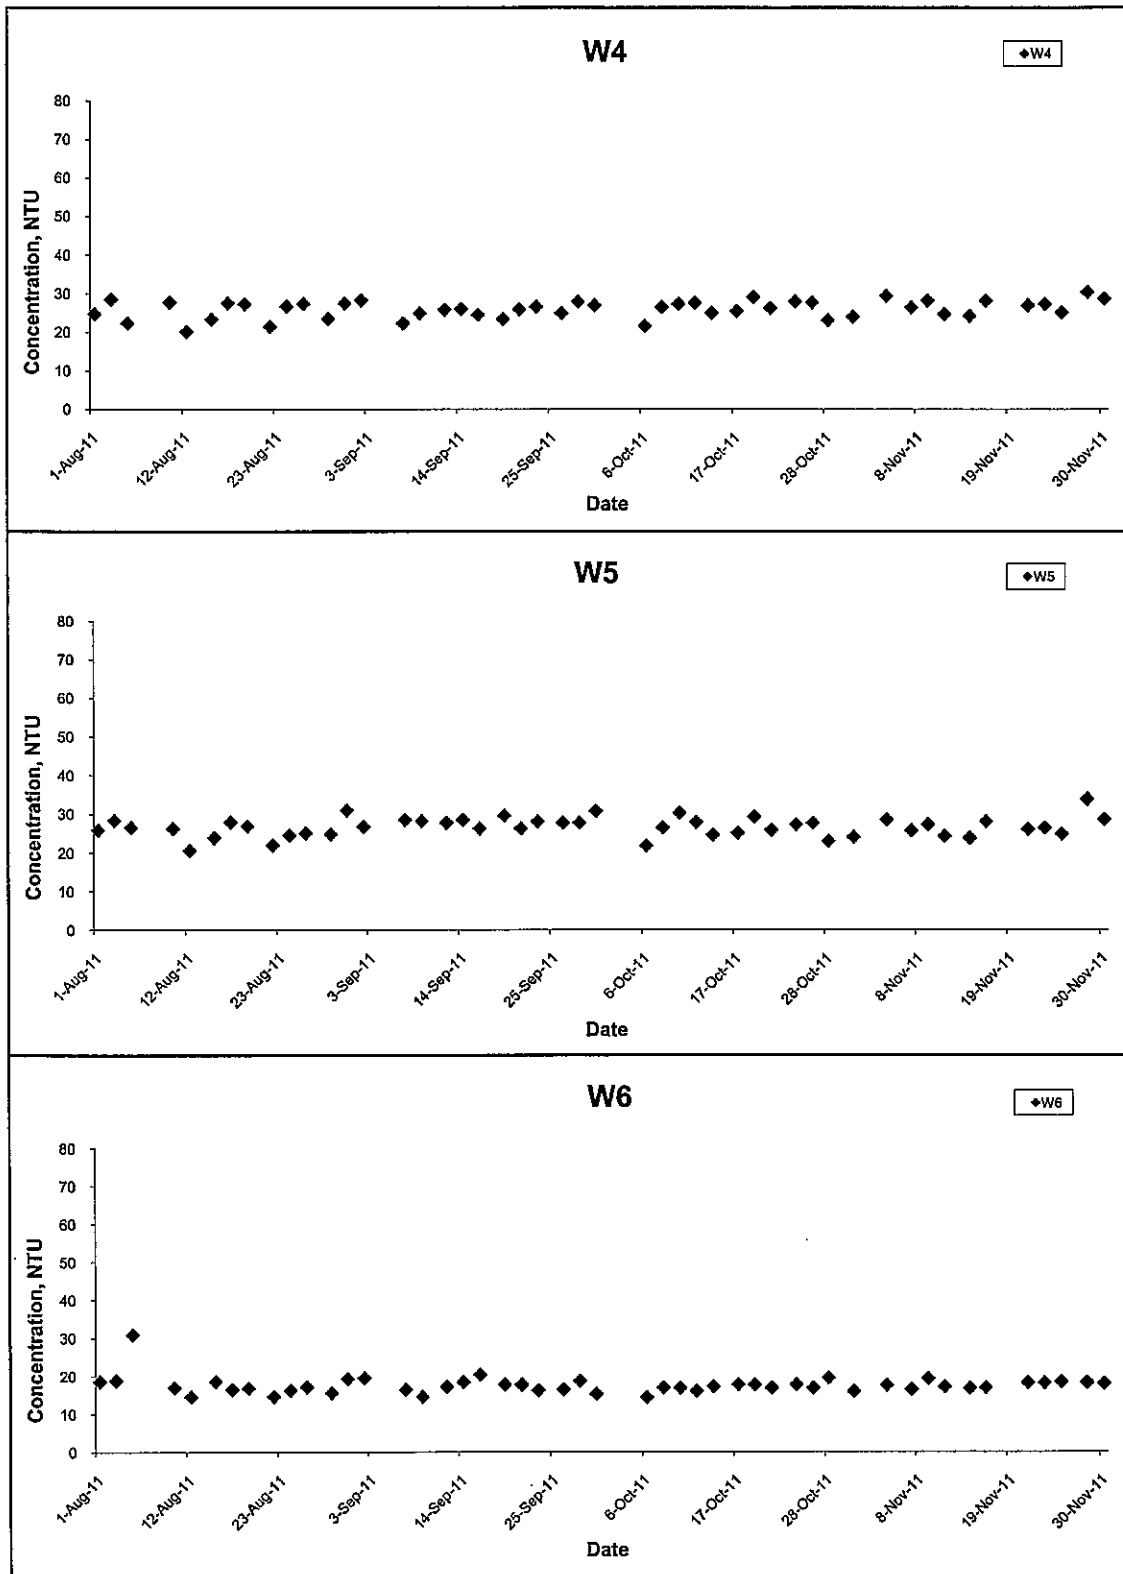 W4
◆W4
80
70
60
50
40
30
20
10
0
Concentration, NTU
1-Aug-11
12-Aug-11
23-Aug-11
3-Sep-11
14-Sep-11
25-Sep-11
6-Oct-11
17-Oct-11
28-Oct-11
8-Nov-11
19-Nov-11
30-Nov-11
Date
W5
◆W5
80
70
60
50
40
30
20
10
0
Concentration, NTU
1-Aug-11
12-Aug-11
23-Aug-11
3-Sep-11
14-Sep-11
25-Sep-11
6-Oct-11
17-Oct-11
28-Oct-11
8-Nov-11
19-Nov-11
30-Nov-11
Date
W6
◆W6
80
70
60
50
40
30
20
10
0
Concentration, NTU
1-Aug-11
12-Aug-11
23-Aug-11
3-Sep-11
14-Sep-11
25-Sep-11
6-Oct-11
17-Oct-11
28-Oct-11
8-Nov-11
19-Nov-11
30-Nov-11
Date